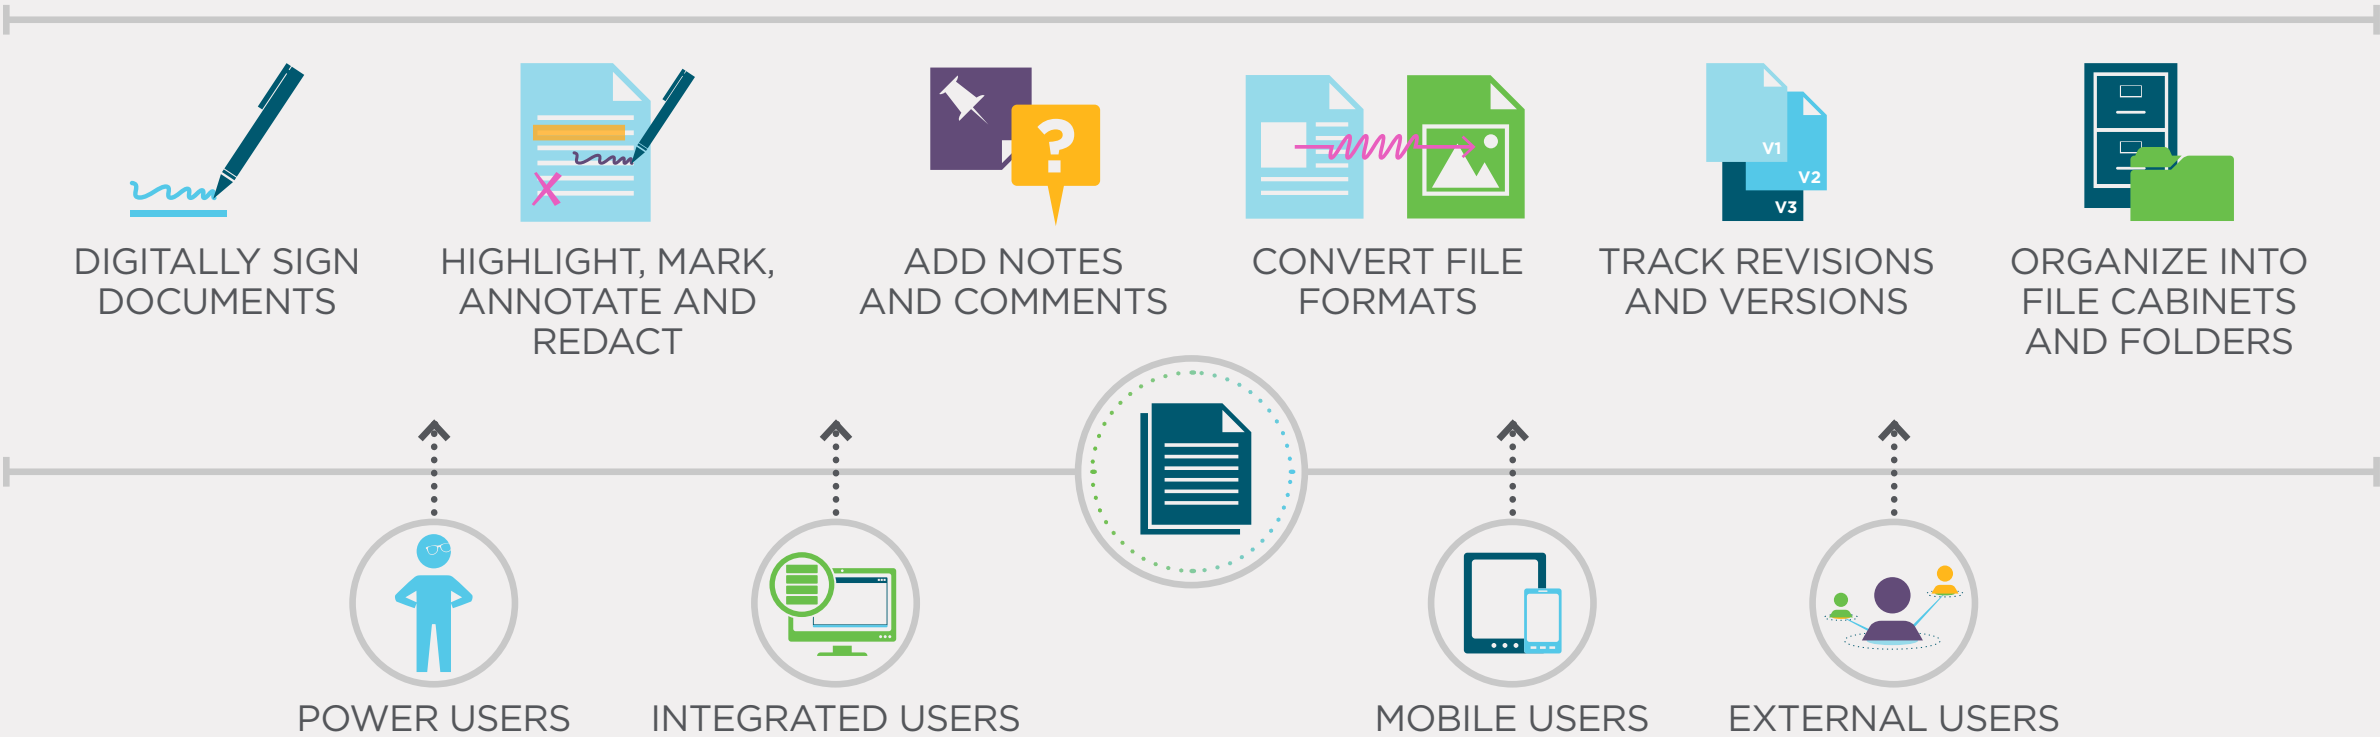 V1
V2
V3
?
DIGITALLY SIGN
DOCUMENTS
HIGHLIGHT, MARK,
ANNOTATE AND
REDACT
ADD NOTES
AND COMMENTS
CONVERT FILE
FORMATS
TRACK REVISIONS
AND VERSIONS
ORGANIZE INTO
FILE CABINETS
AND FOLDERS
POWER USERS
INTEGRATED USERS
MOBILE USERS
EXTERNAL USERS